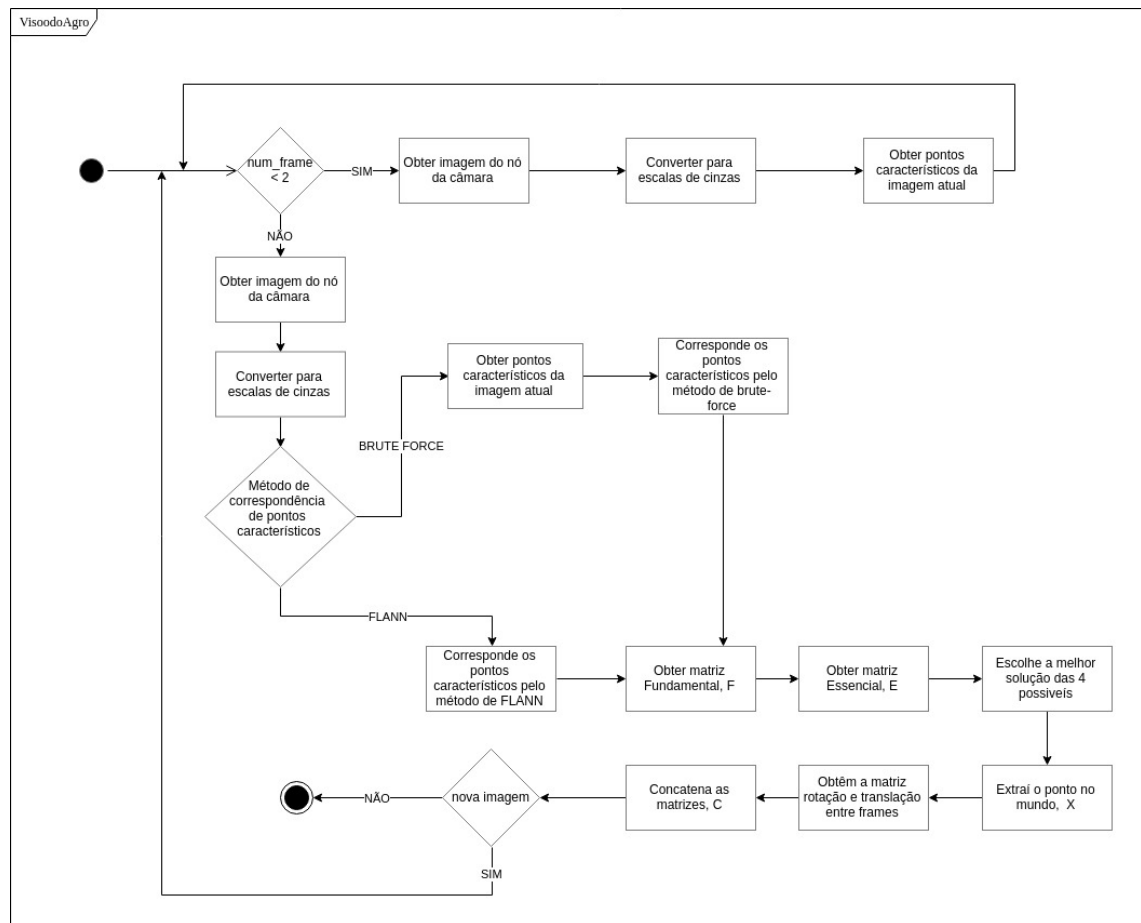 VisoodoAgro
num_frame
< 2
SIM
Obter imagem do nó
da câmara
Converter para
escalas de cinzas
Obter pontos
característicos da
imagem atual
NÃO
Obter imagem do nó
da câmara
Converter para
escalas de cinzas
Método de
correspondência
de pontos
característicos
BRUTE FORCE
Obter pontos
característicos da
imagem atual
Corresponde os
pontos
característicos pelo
método de brute-
force
FLANN
Corresponde os
pontos
característicos pelo
método de FLANN
Obter matriz
Fundamental, F
Obter matriz
Essencial, E
Escolhe a melhor
solução das 4
possiveís
Extraí o ponto no
mundo, X
Obtêm a matriz
rotação e translação
entre frames
Concatena as
matrizes, C
nova imagem
NÃO
SIM